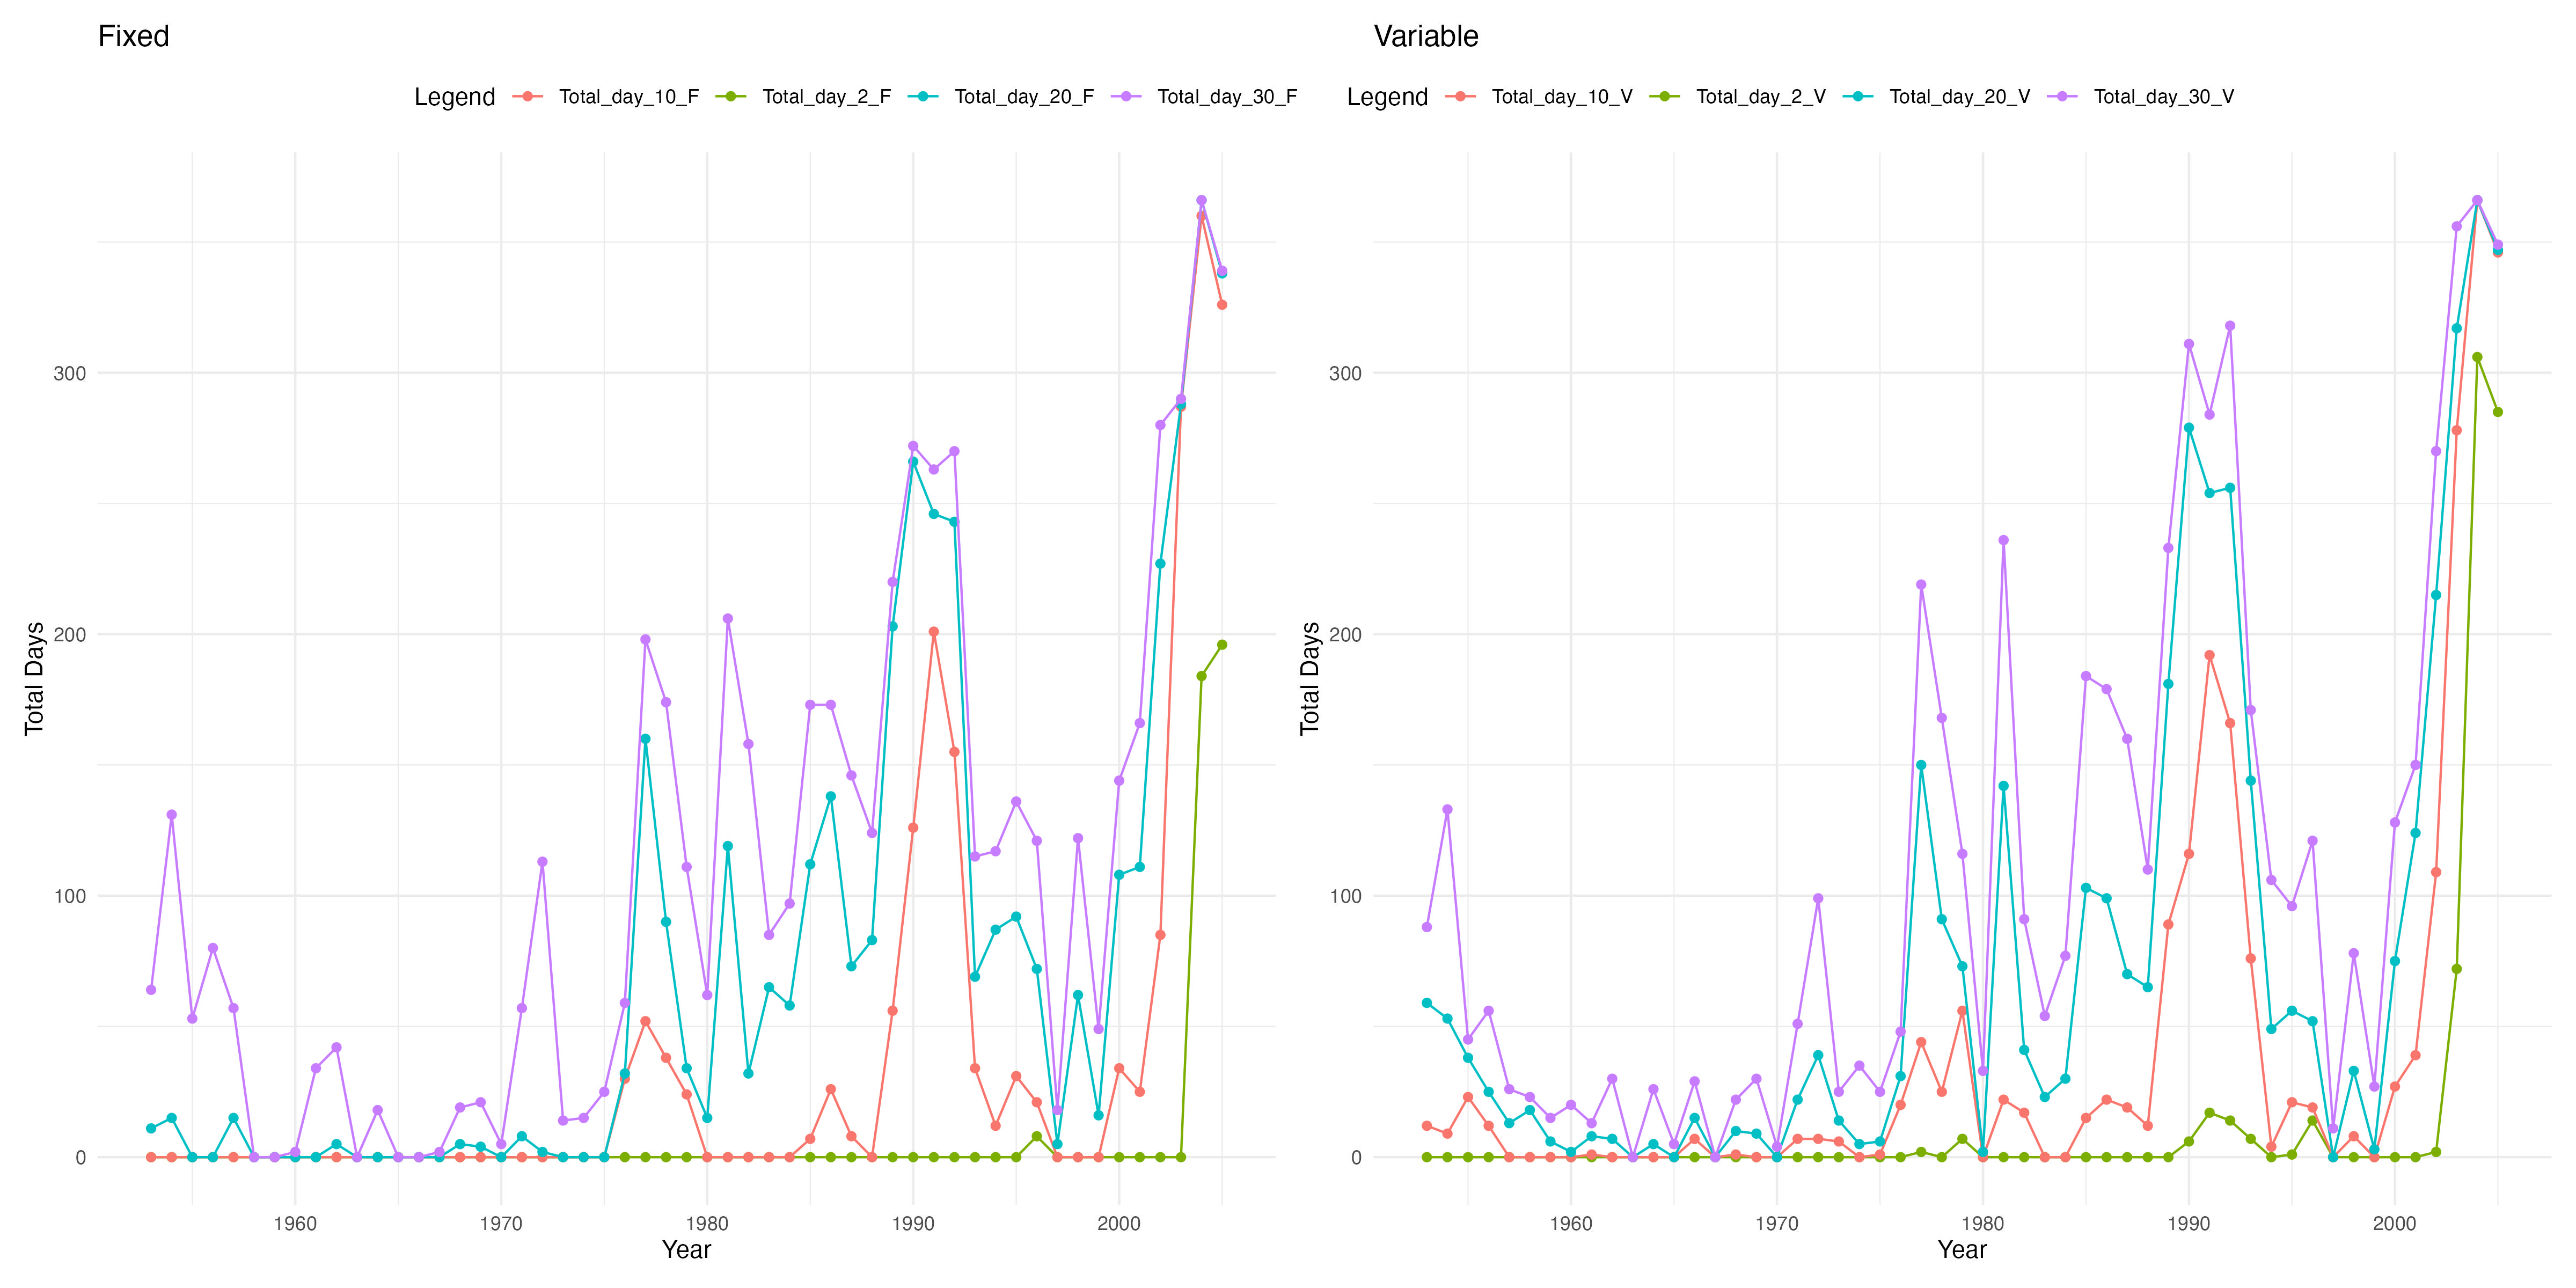 Fixed
Legend Total_day_10_F Total_day_2_F Total_day_20_F Total_day_30_F
300
200
100
0
Total Days
1960 1970 1980 1990 2000
Year
Variable
Legend Total_day_10_V Total_day_2_V Total_day_20_V Total_day_30_V
300
200
100
0
Total Days
1960 1970 1980 1990 2000
Year